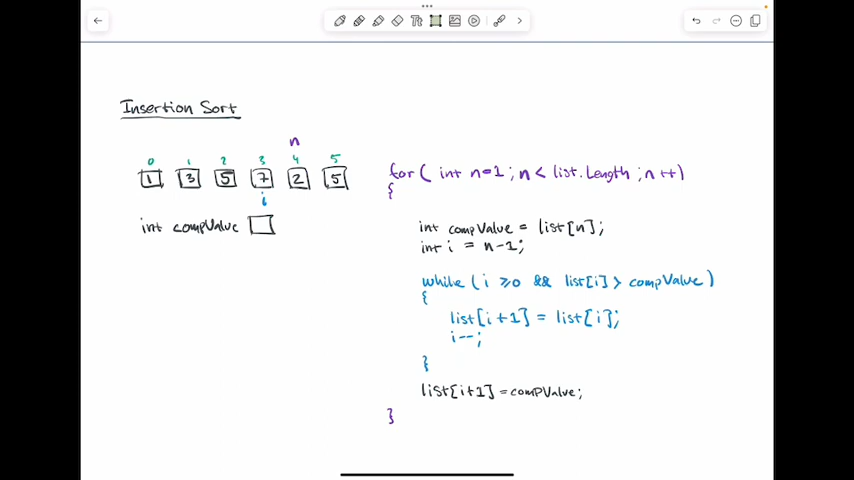 Insertion Sort
n
0 1 2 3 4 5
1 3 5 7 2 5
i
int compValue
for( int n=1; n < list.Length; n++)
{
int compValue = list[n];
int i = n-1;
while( i ≥0 && list[i] > compValue )
{
list[i+1] = list[i];
i--;
}
list[i+1] = compValue;
}